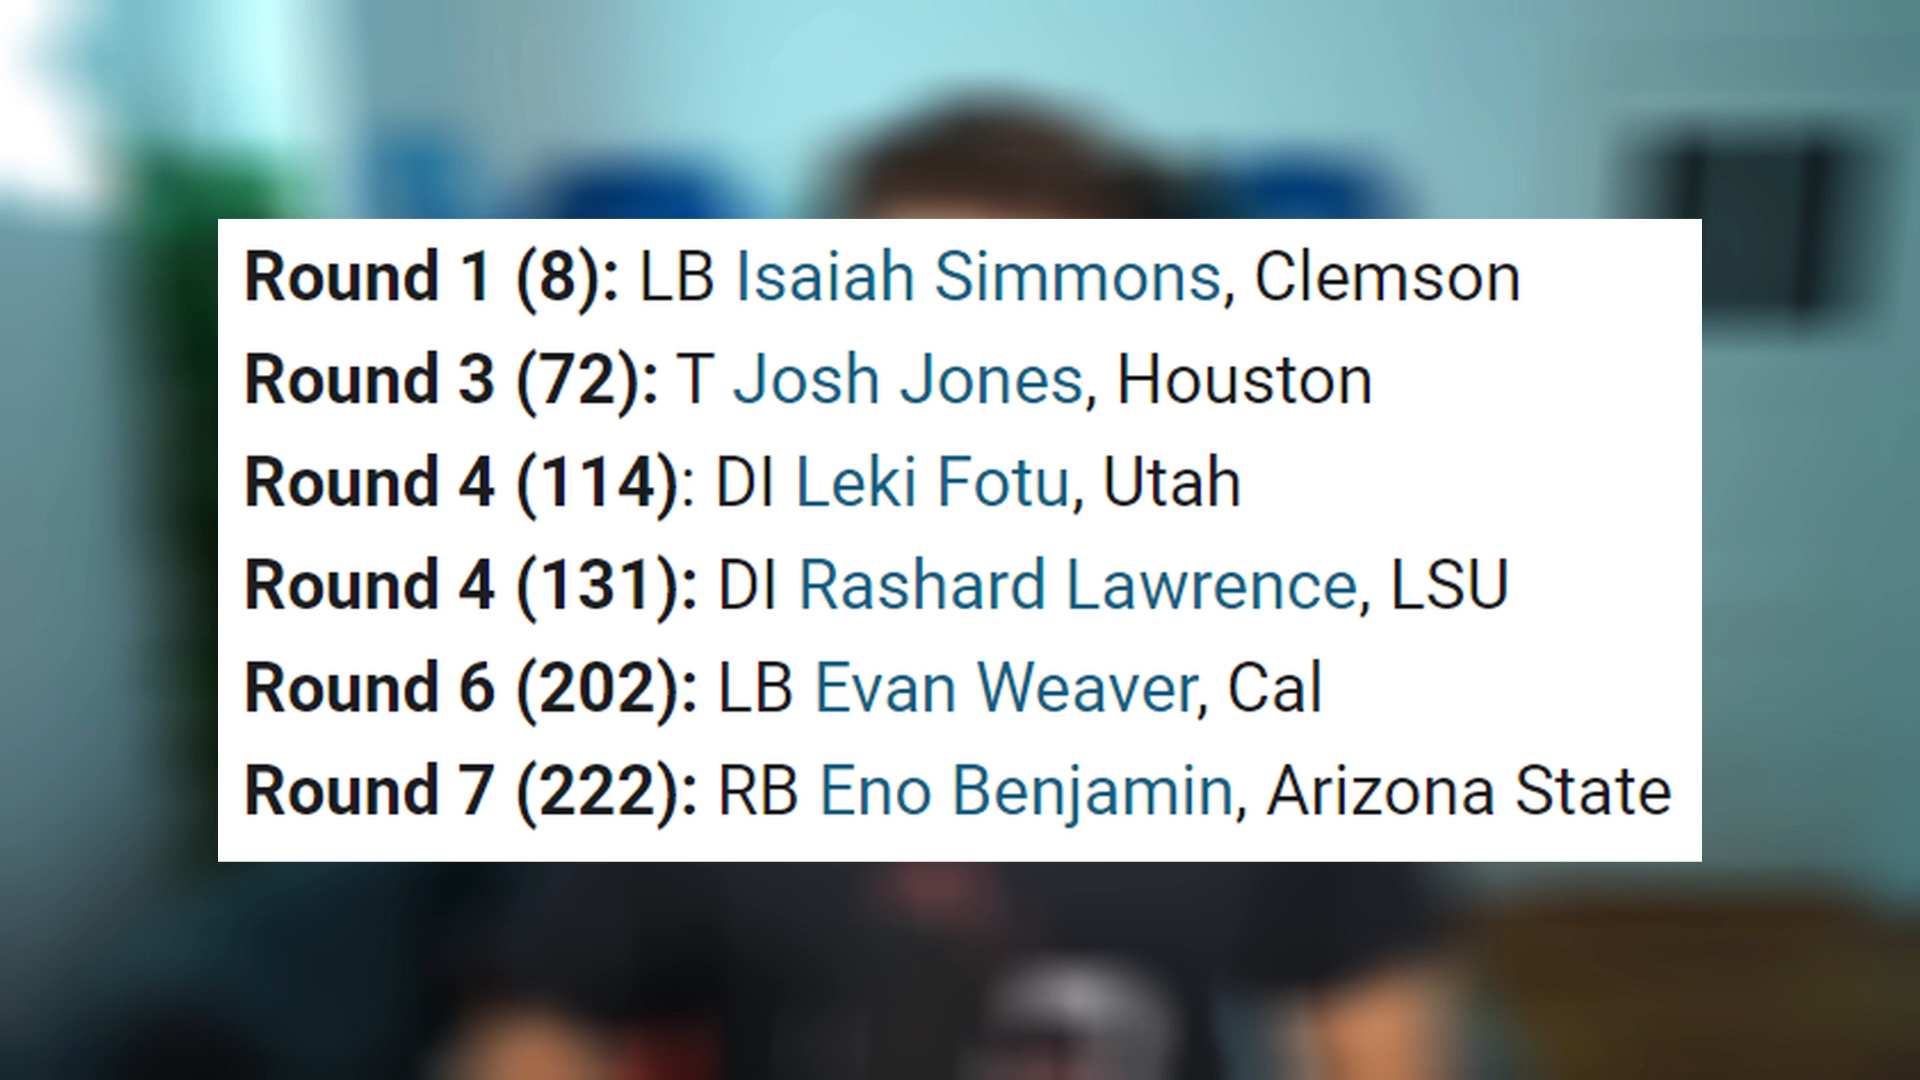 Round 1 (8): LB Isaiah Simmons, Clemson
Round 3 (72): T Josh Jones, Houston
Round 4 (114): DI Leki Fotu, Utah
Round 4 (131): DI Rashard Lawrence, LSU
Round 6 (202): LB Evan Weaver, Cal
Round 7 (222): RB Eno Benjamin, Arizona State